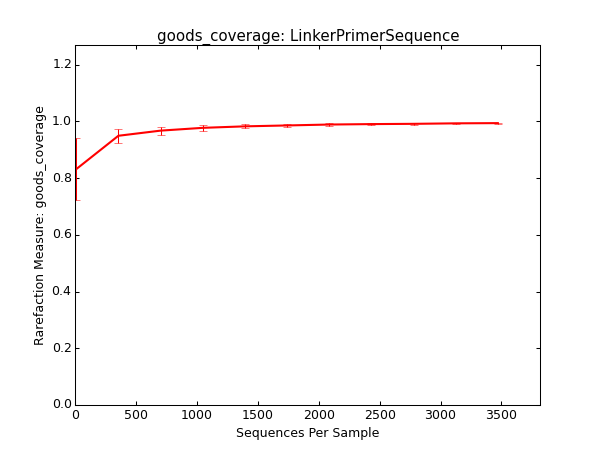 goods_coverage: LinkerPrimerSequence
1.2
1.0
0.8
0.6
0.4
0.2
0.0
Rarefaction Measure: goods_coverage
0 500 1000 1500 2000 2500 3000 3500
Sequences Per Sample